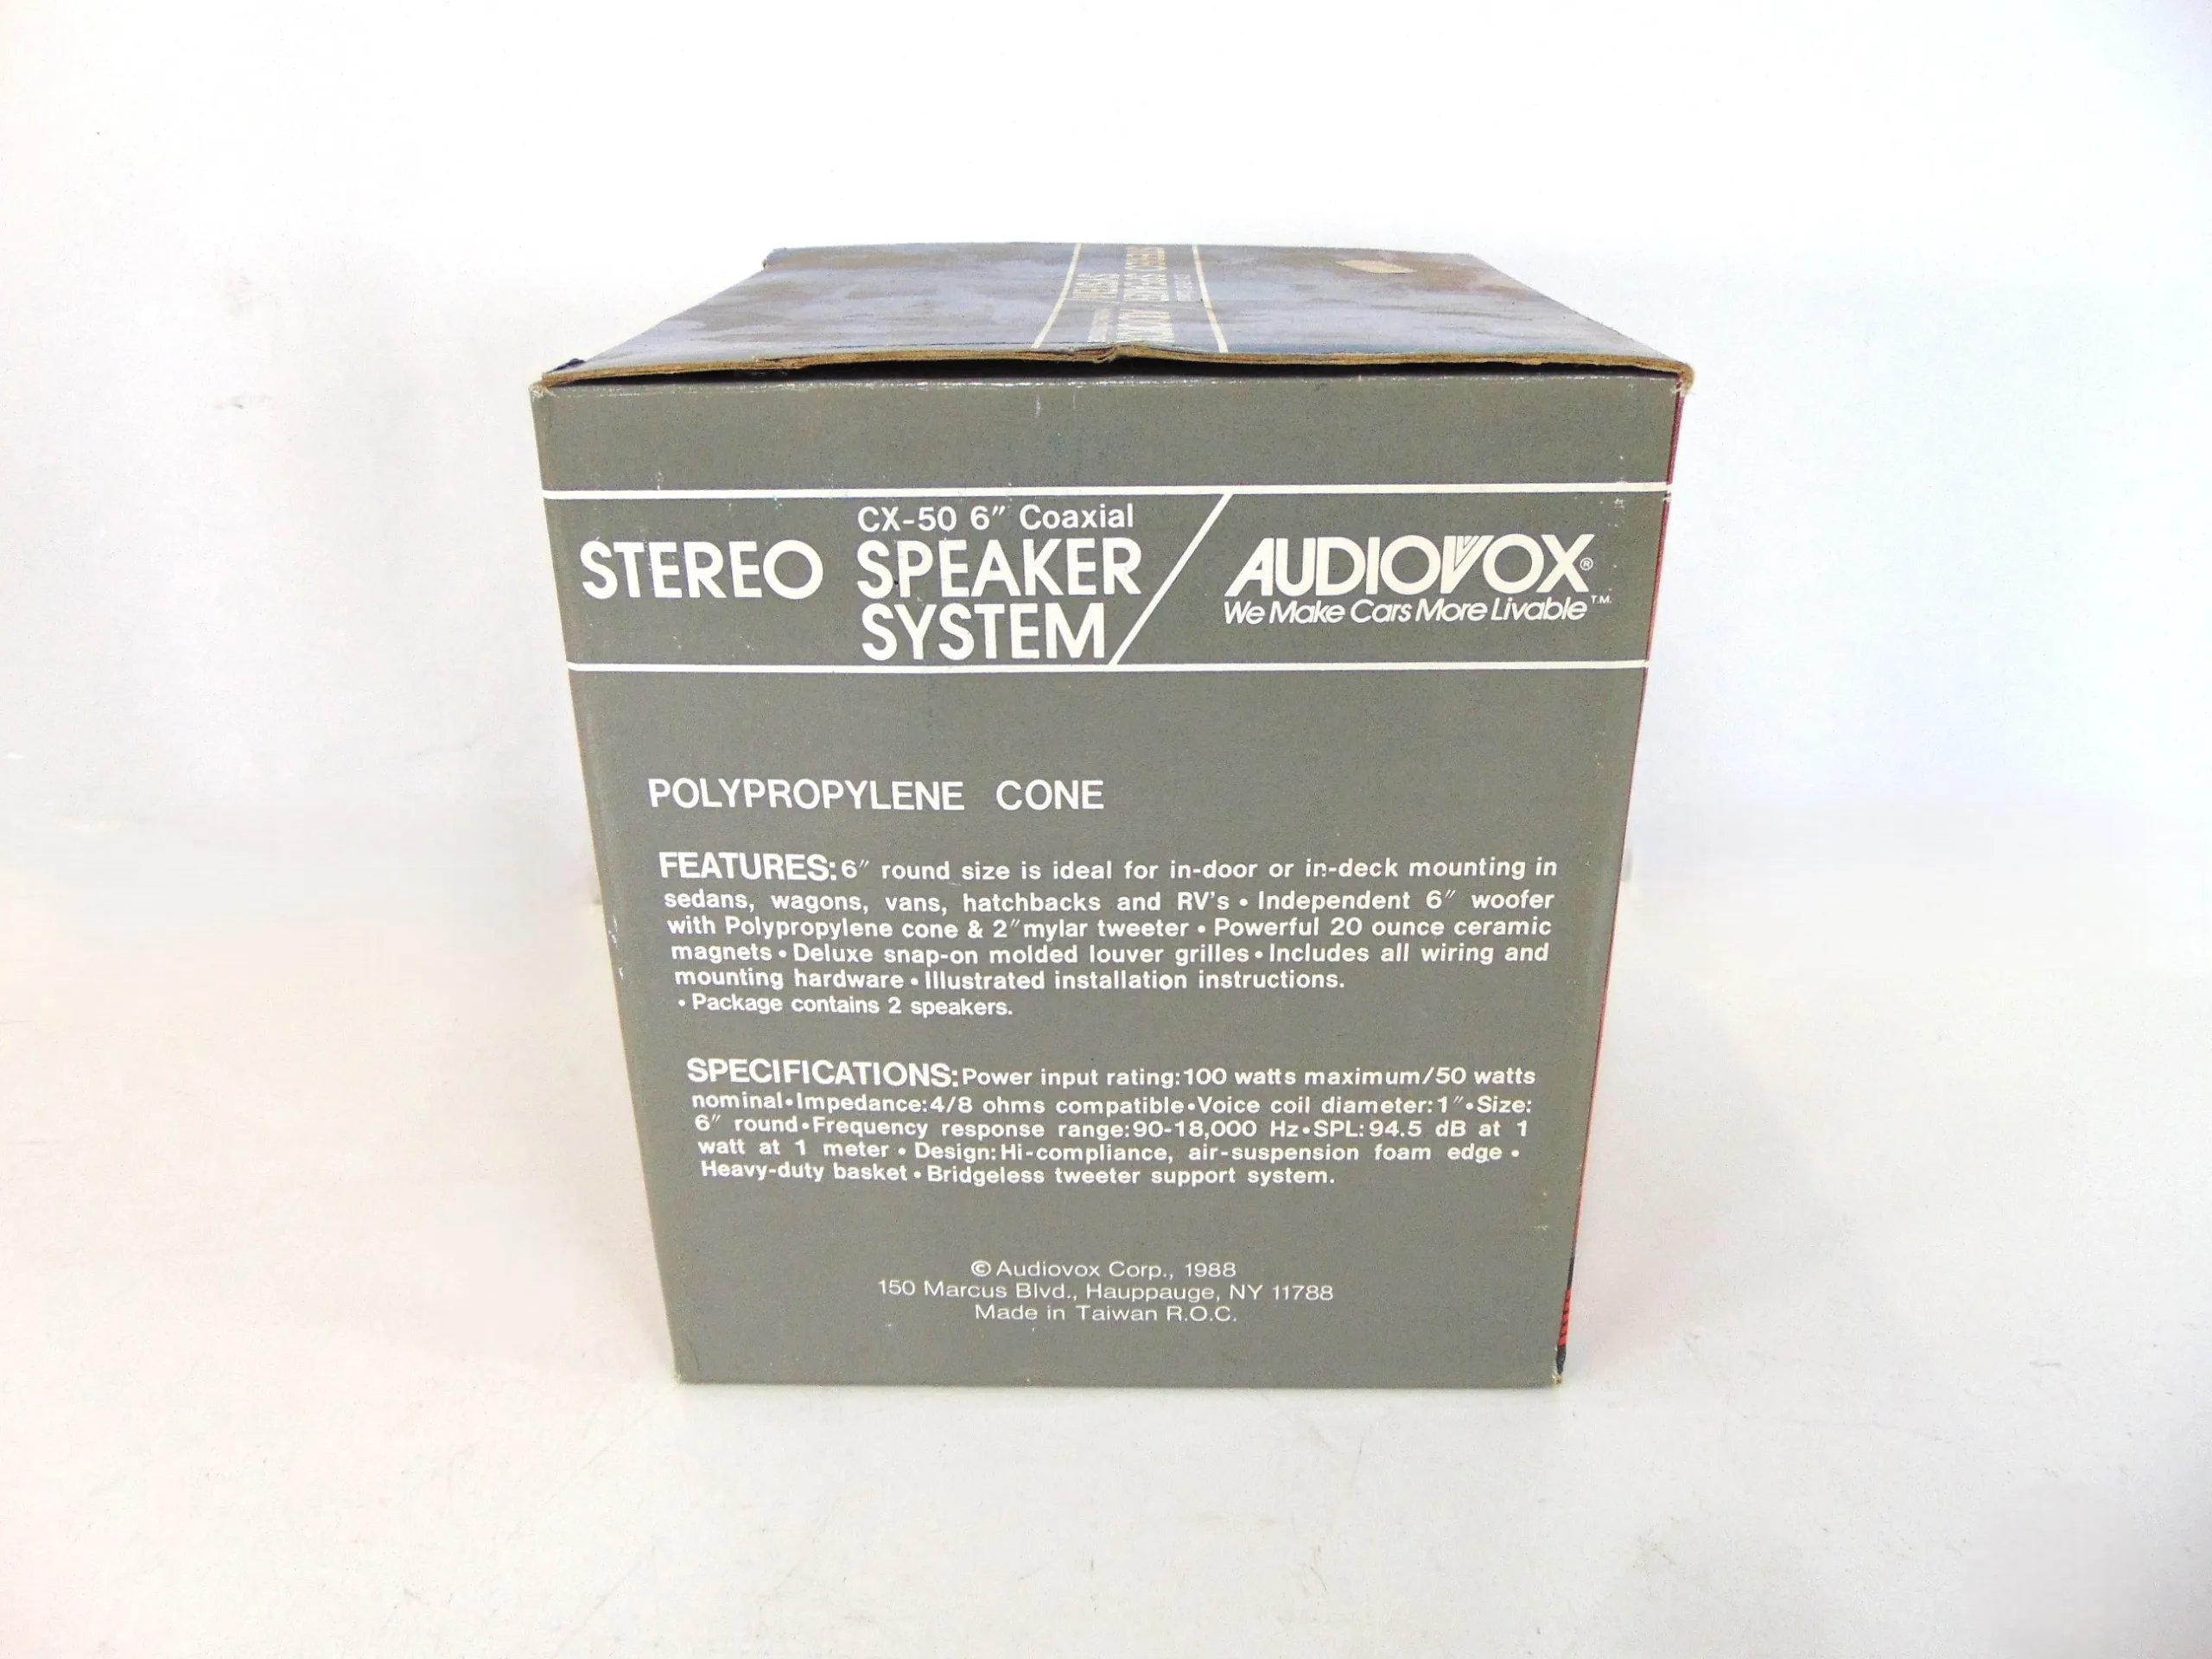 CX-50 6" Coaxial
STEREO SPEAKER
SYSTEM
AUDIOVOX®
We Make Cars More Livable T.M.
POLYPROPYLENE CONE
FEATURES: 6" round size is ideal for in-door or in-deck mounting in
sedans, wagons, vans, hatchbacks and RV's • Independent 6" woofer
with Polypropylene cone & 2" mylar tweeter • Powerful 20 ounce ceramic
magnets • Deluxe snap-on molded louver grilles • Includes all wiring and
mounting hardware • Illustrated installation instructions.
• Package contains 2 speakers.
SPECIFICATIONS: Power input rating: 100 watts maximum/50 watts
nominal • Impedance: 4/8 ohms compatible • Voice coil diameter: 1" • Size:
6" round • Frequency response range: 90-18,000 Hz • SPL: 94.5 dB at 1
watt at 1 meter • Design: Hi-compliance, air-suspension foam edge •
Heavy-duty basket • Bridgeless tweeter support system.
© Audiovox Corp., 1988
150 Marcus Blvd., Hauppauge, NY 11788
Made in Taiwan R.O.C.